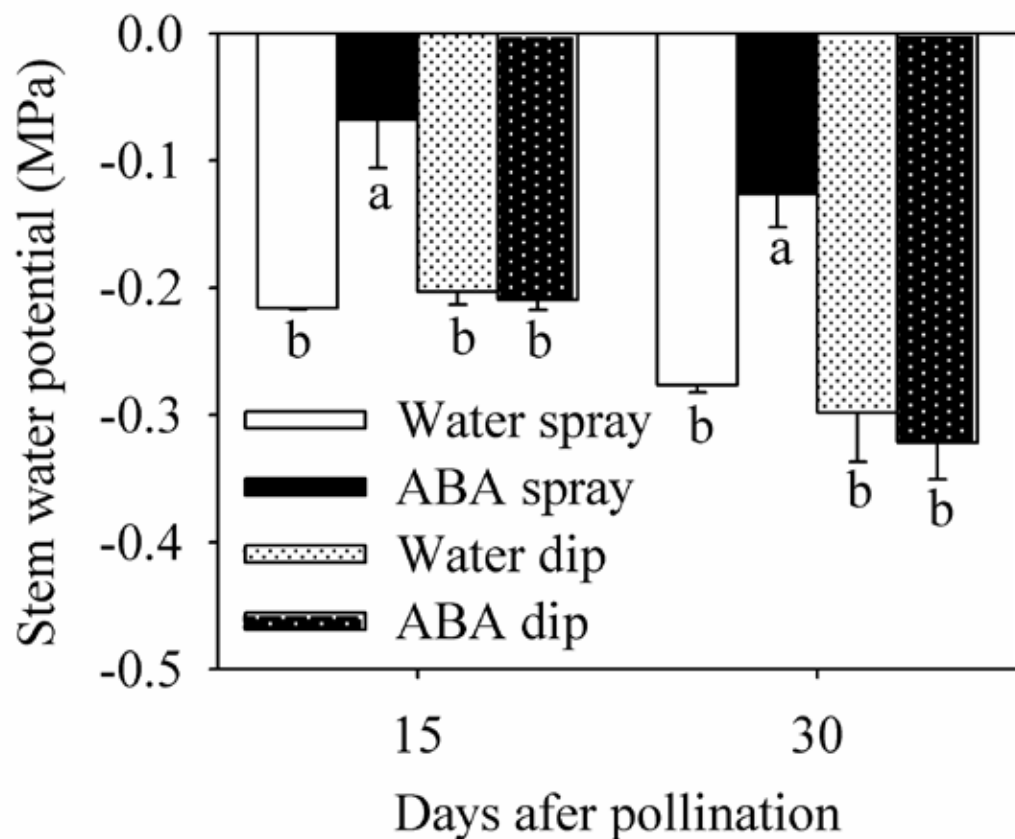 Stem water potential (MPa)
0.0
-0.1
-0.2
-0.3
-0.4
-0.5
b
a
b
b
b
a
b
b
Water spray
ABA spray
Water dip
ABA dip
15
30
Days afer pollination